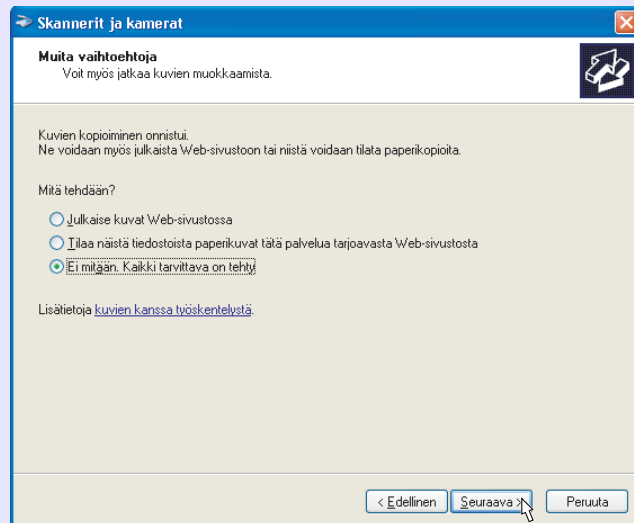 Skannerit ja kamerat
Muita vaihtoehtoja
Voit myös jatkaa kuvien muokkaamista.
Kuvien kopioiminen onnistui.
Ne voidaan myös julkaista Web-sivustoon tai niistä voidaan tilata paperikopioita.
Mitä tehdään?
Julkaise kuvat Web-sivustossa
Tilaa näistä tiedostoista paperikuvat tätä palvelua tarjoavasta Web-sivustosta
Ei mitään. Kaikki tarvittava on tehty
Lisätietoja kuvien kanssa työskentelystä.
< Edellinen Seuraava > Peruuta